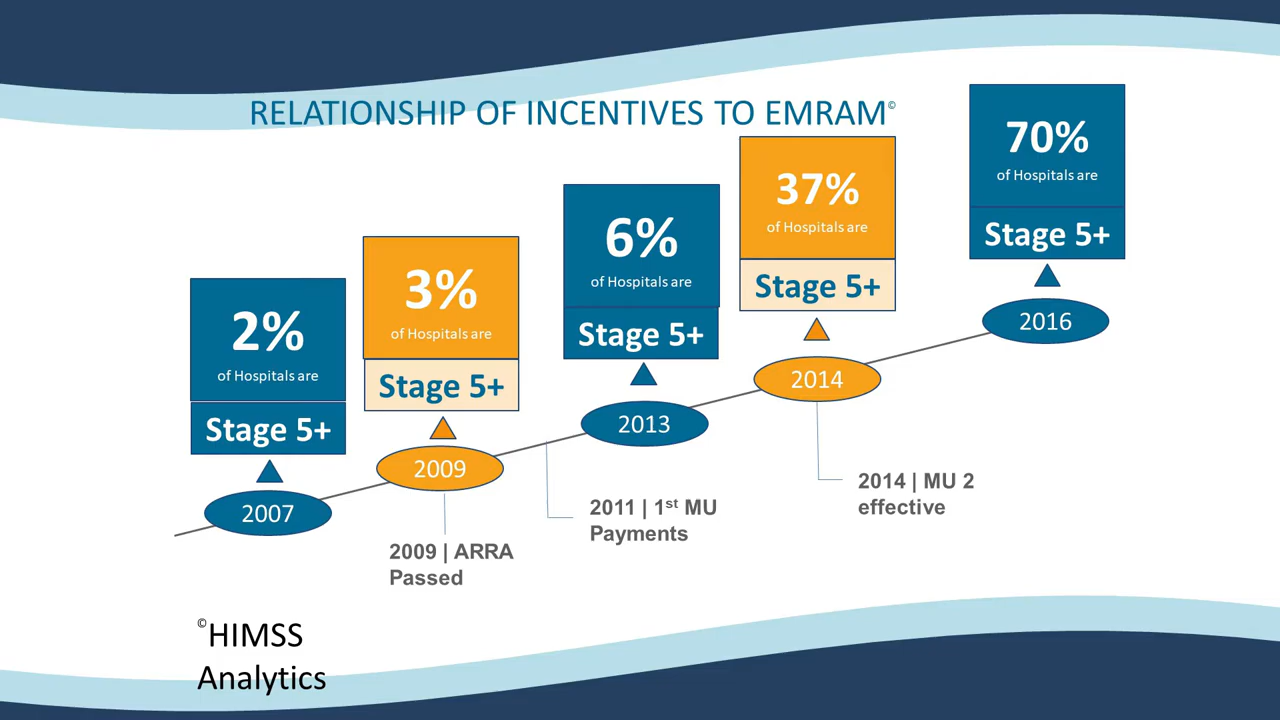 RELATIONSHIP OF INCENTIVES TO EMRAM©
2%
of Hospitals are
Stage 5+
2007
3%
of Hospitals are
Stage 5+
2009
6%
of Hospitals are
Stage 5+
2013
37%
of Hospitals are
Stage 5+
2014
70%
of Hospitals are
Stage 5+
2016
2009 | ARRA
Passed
2011 | 1st MU
Payments
2014 | MU 2
effective
©HIMSS
Analytics